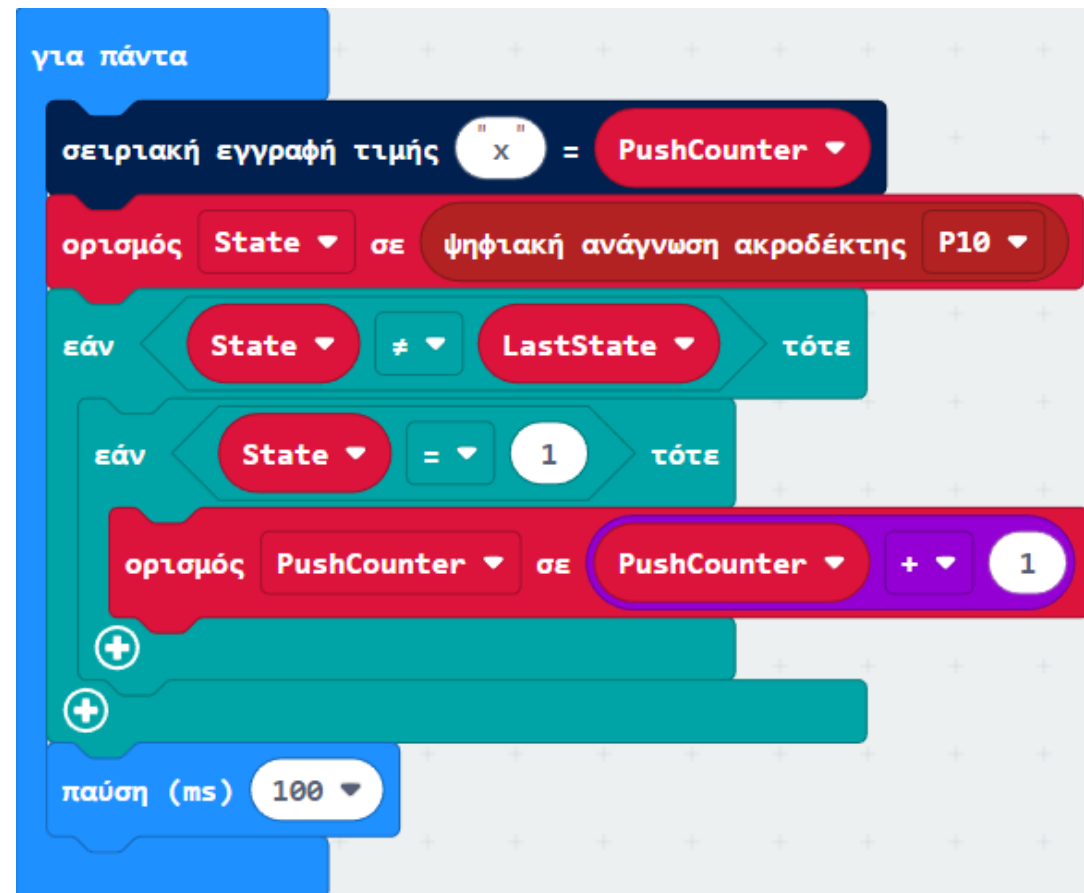 για πάντα
σειριακή εγγραφή τιμής "x" = PushCounter
ορισμός State σε ψηφιακή ανάγνωση ακροδέκτης P10
εάν State ≠ LastState τότε
εάν State = 1 τότε
ορισμός PushCounter σε PushCounter + 1
παύση (ms) 100